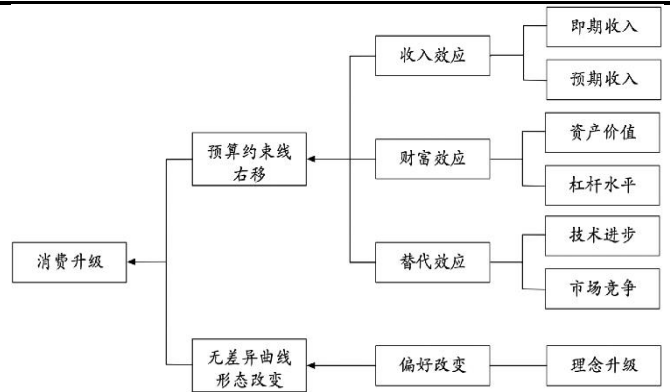 即期收入
收入效应
预期收入
预算约束线
右移
资产价值
财富效应
杠杆水平
消费升级
技术进步
替代效应
市场竞争
无差异曲线
形态改变
偏好改变
理念升级